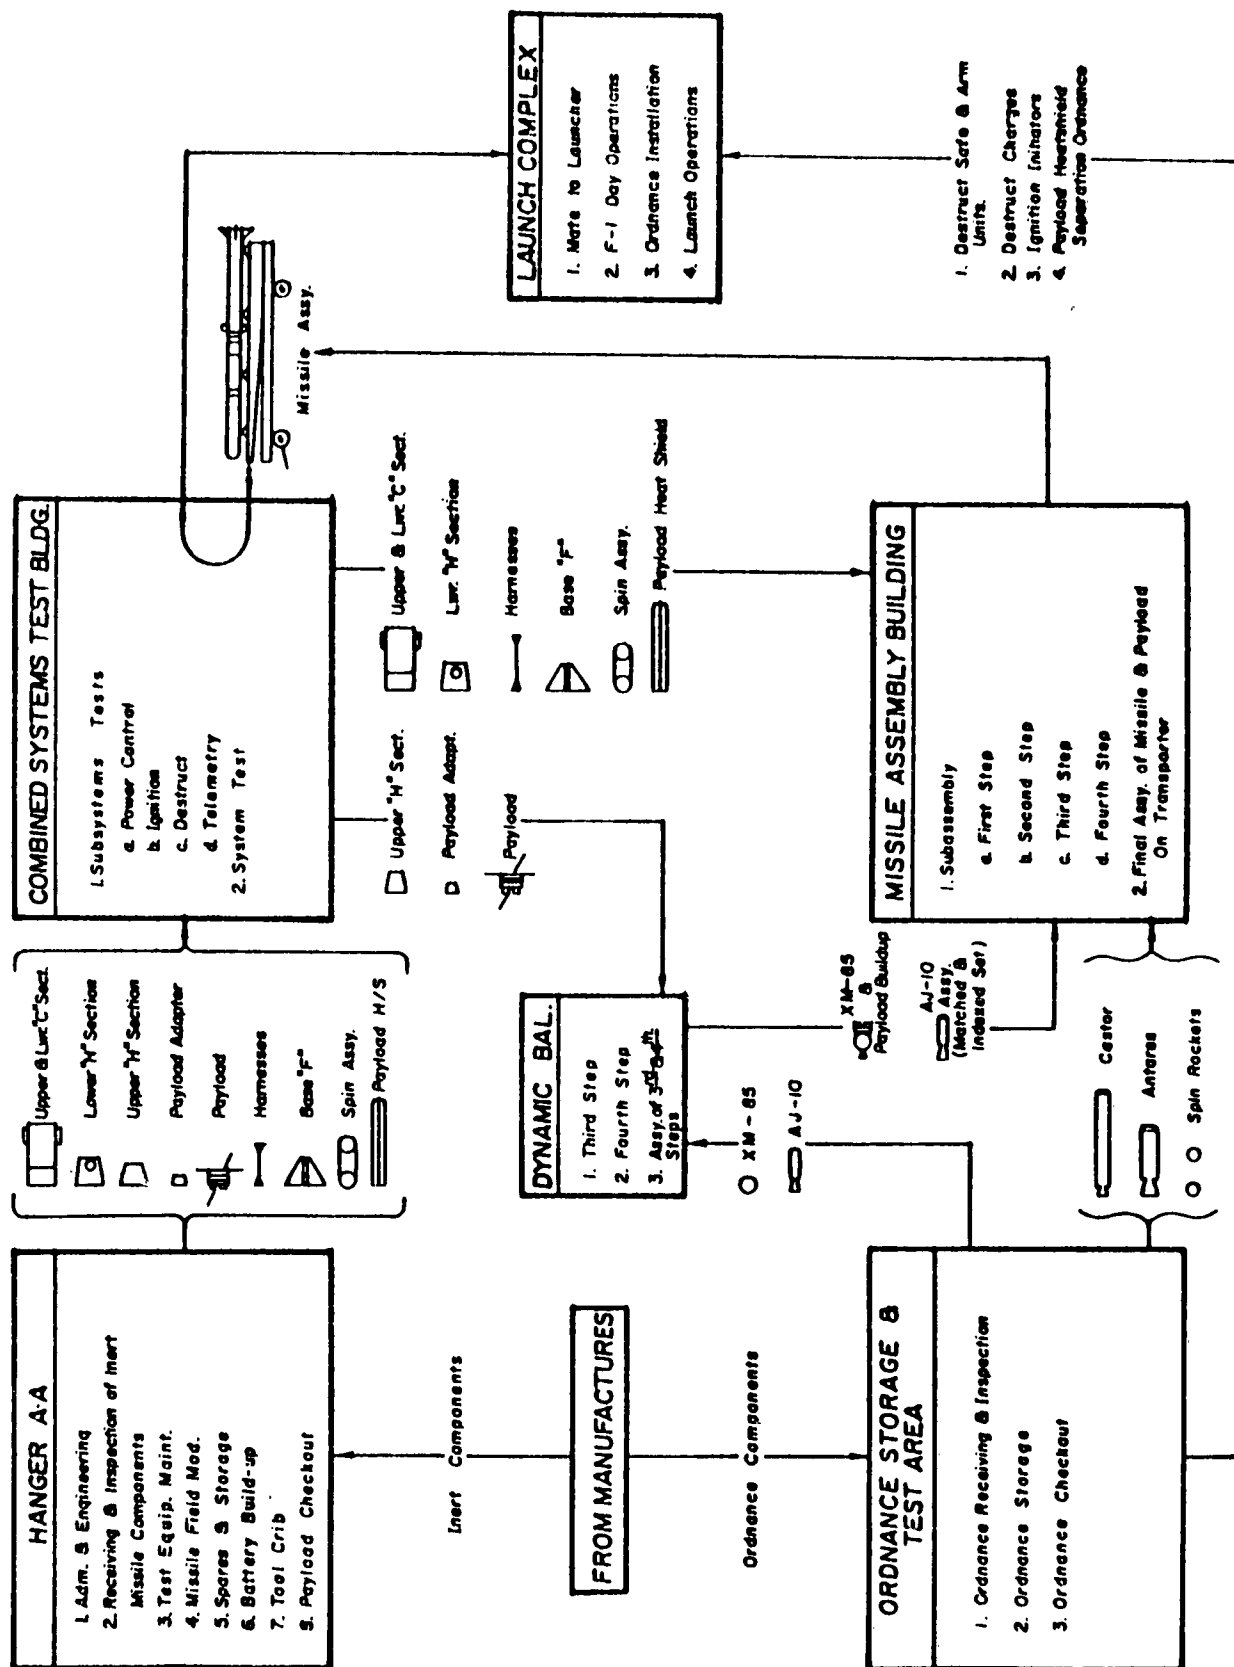 HANGER A-A
1. Adm. & Engineering
2. Receiving & Inspection of Inert
Missile Components
3. Test Equip. Maint.
4. Missile Field Mod.
5. Spares & Storage
6. Battery Build-up
7. Tool Crib
8. Payload Checkout
Upper & Lwr."C" Sect.
Lower "H" Section
Upper "H" Section
Payload Adapter
Payload
Harnesses
Base "F"
Spin Assy.
Payload H/S
COMBINED SYSTEMS TEST BLDG.
1. Subsystems Tests
a. Power Control
b. Ignition
c. Destruct
d. Telemetry
2. System Test
Missile Assy.
Upper "H" Sect.
Payload Adapt.
Payload
Upper & Lwr. "C" Sect.
Lwr. "H" Section
Harnesses
Base "F"
Spin Assy.
Payload Heat Shield
LAUNCH COMPLEX
1. Mate to Launcher
2. F-1 Day Operations
3. Ordnance Installation
4. Launch Operations
Inert Components
FROM MANUFACTURES
Ordnance Components
DYNAMIC BAL.
1. Third Step
2. Fourth Step
3. Assy. of 3rd & 4th
Steps
XM-85
AJ-10
XM-85
&
Payload Buildup
AJ-10
Assy.
(Matched &
Indexed Set)
ORDNANCE STORAGE &
TEST AREA
1. Ordnance Receiving & Inspection
2. Ordnance Storage
3. Ordnance Checkout
Castor
Antares
Spin Rockets
MISSILE ASSEMBLY BUILDING
1. Subassembly
a. First Step
b. Second Step
c. Third Step
d. Fourth Step
2. Final Assy. of Missile & Payload
On Transporter
1. Destruct Safe & Arm
Units.
2. Destruct Charges
3. Ignition Initators
4. Payload Heatshield
Separation Ordnance